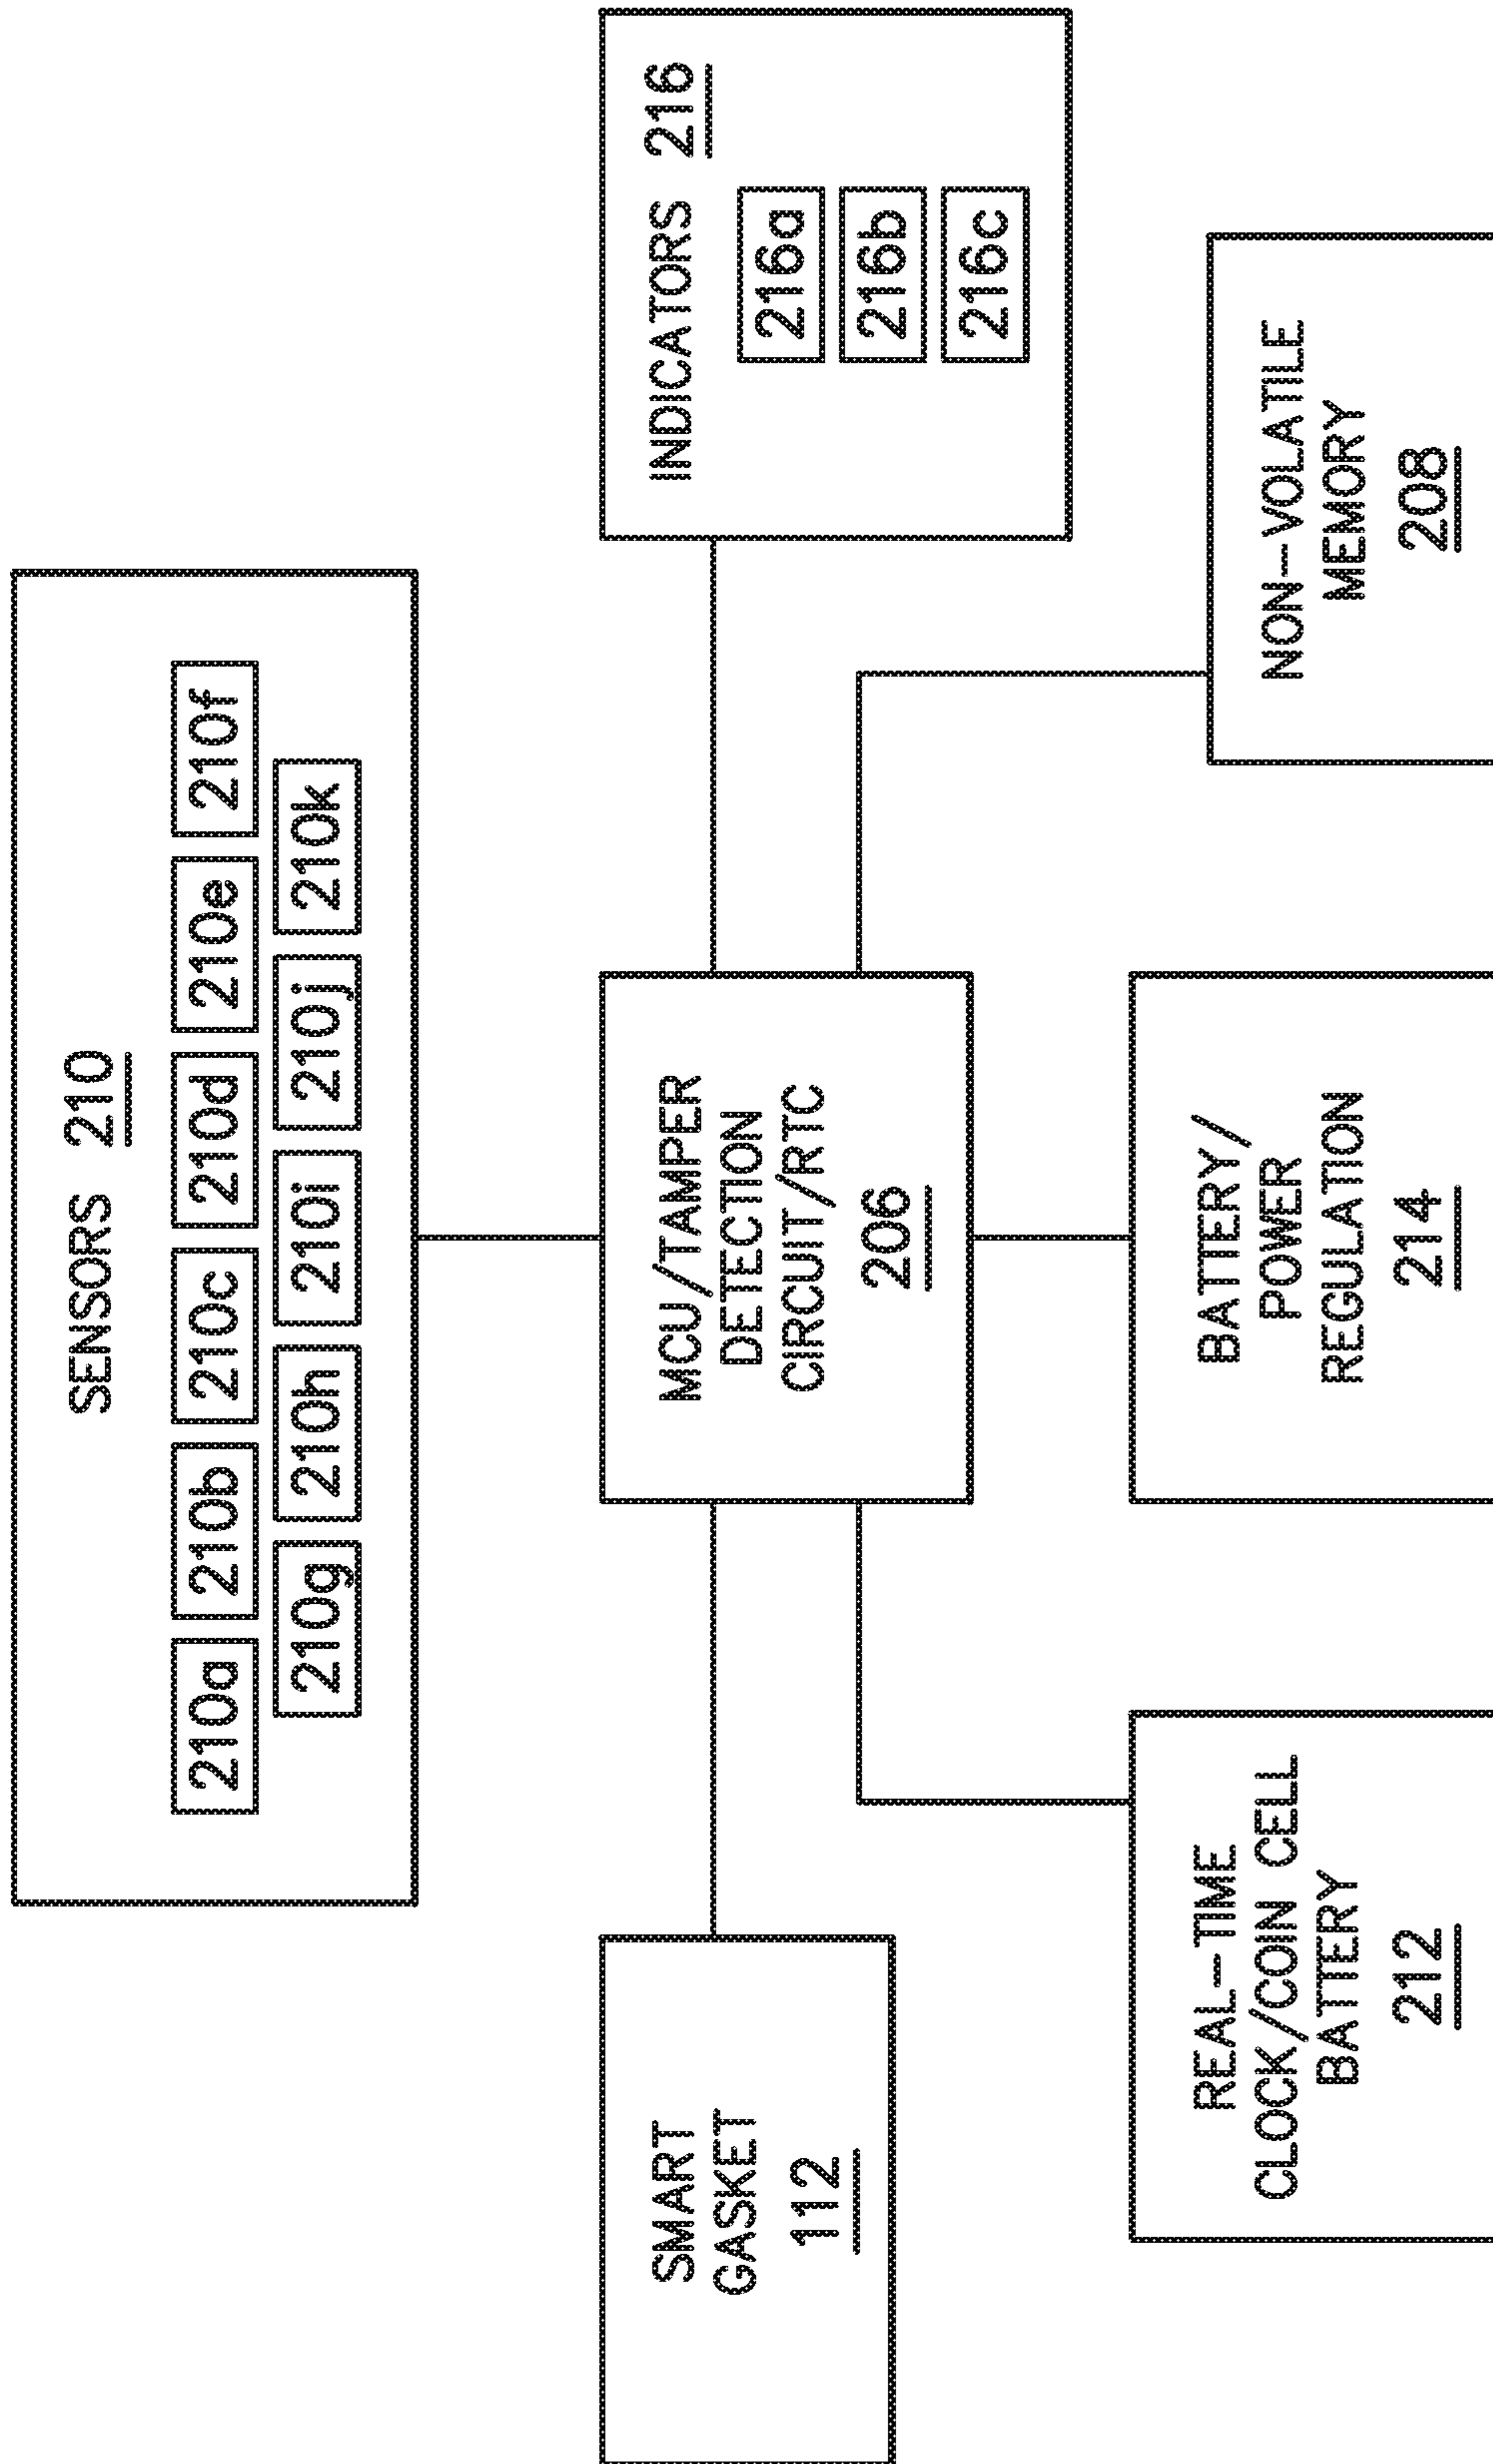 SENSORS 210
210a 210b 210c 210d 210e 210f
210g 210h 210i 210j 210k
SMART
GASKET
112
MCU/TAMPER
DETECTION
CIRCUIT/RTC
206
INDICATORS 216
216a
216b
216c
REAL-TIME
CLOCK/COIN CELL
BATTERY
212
BATTERY/
POWER
REGULATION
214
NON-VOLATILE
MEMORY
208